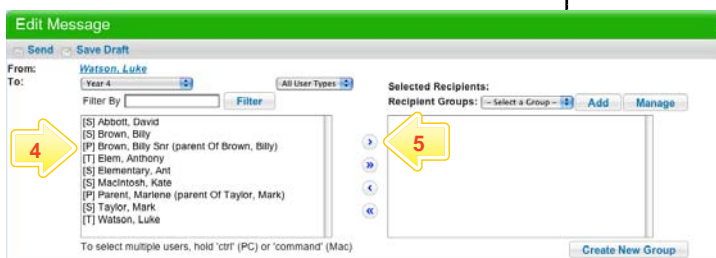 Edit Message
Send Save Draft
From: Watson, Luke
To: Year 4 All User Types
Filter By Filter
Selected Recipients:
Recipient Groups: - Select a Group - Add Manage
[S] Abbott, David
[S] Brown, Billy
[P] Brown, Billy Snr (parent Of Brown, Billy)
[T] Elem, Anthony
[S] Elementary, Ant
[S] MacIntosh, Kate
[P] Parent, Marlene (parent Of Taylor, Mark)
[S] Taylor, Mark
[T] Watson, Luke
4
5
To select multiple users, hold 'ctrl' (PC) or 'command' (Mac)
Create New Group